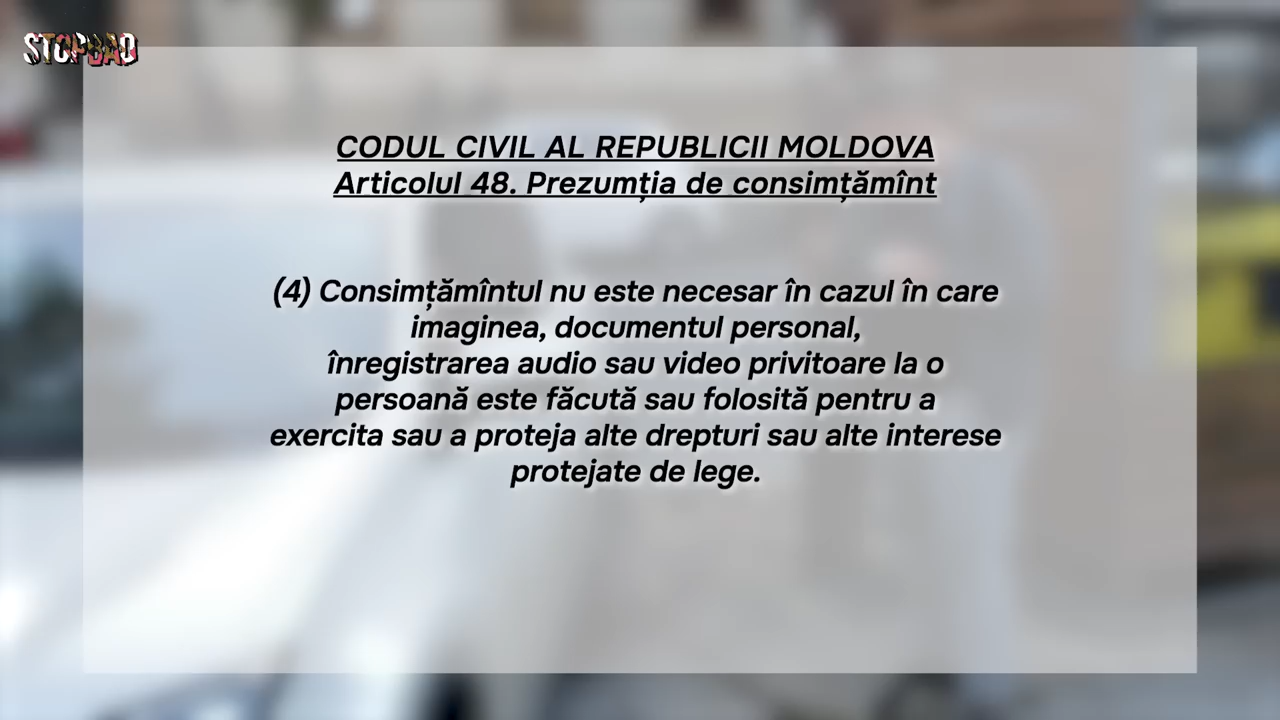 STOPBAD
CODUL CIVIL AL REPUBLICII MOLDOVA
Articolul 48. Prezumția de consimțămînt
(4) Consimțămîntul nu este necesar în cazul în care
imaginea, documentul personal,
înregistrarea audio sau video privitoare la o
persoană este făcută sau folosită pentru a
exercita sau a proteja alte drepturi sau alte interese
protejate de lege.